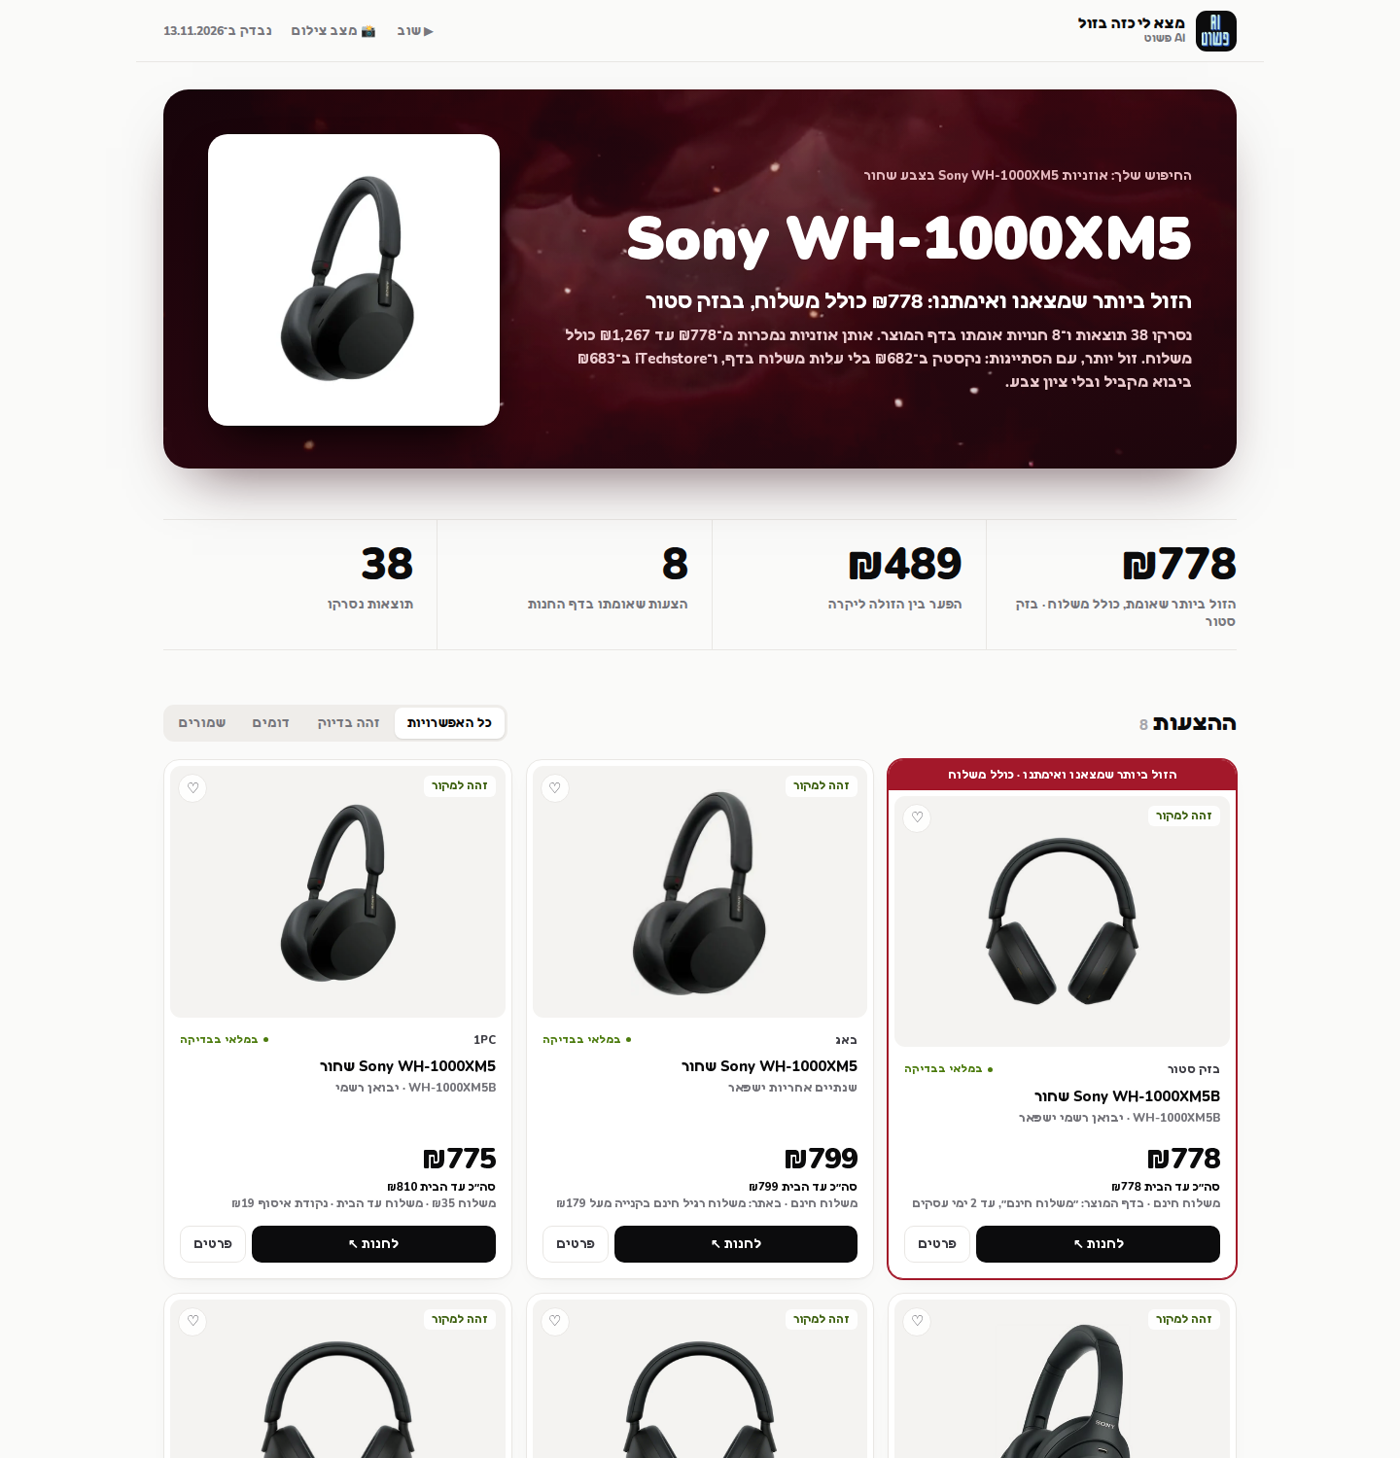 AI
פשוט
מצא לי כזה בזול
AI פשוט
▶ שוב
📸 מצב צילום
נבדק ב־13.11.2026
החיפוש שלך: אוזניות Sony WH-1000XM5 בצבע שחור
Sony WH-1000XM5
הזול ביותר שמצאנו ואימתנו: ₪778 כולל משלוח, בבזק סטור
נסרקו 38 תוצאות ו־8 חנויות אומתו בדף המוצר. אותן אוזניות נמכרות מ־₪778 עד ₪1,267 כולל
משלוח. זול יותר, עם הסתיינות: נקסטק ב־₪682 בלי עלות משלוח בדף, ו־iTechstore ב־₪683
ביבוא מקביל ובלי ציון צבע.
₪778
הזול ביותר שאומת, כולל משלוח · בזק
סטור
₪489
הפער בין הזולה ליקרה
8
הצעות שאומתו בדף החנות
38
תוצאות נסרקו
ההצעות 8
כל האפשרויות
זהה בדיוק
דומים
שמורים
הזול ביותר שמצאנו ואימתנו · כולל משלוח
זהה למקור
♡
בזק סטור
● במלאי בבדיקה
Sony WH-1000XM5B שחור
WH-1000XM5B · יבואן רשמי ישפאר
₪778
סה״כ עד הבית ₪778
משלוח חינם · בדף המוצר: ״משלוח חינם״, עד 2 ימי עסקים
לחנות ↖
פרטים
זהה למקור
♡
באג
● במלאי בבדיקה
Sony WH-1000XM5 שחור
שנתיים אחריות ישפאר
₪799
סה״כ עד הבית ₪799
משלוח חינם · באתר: משלוח רגיל חינם בקנייה מעל ₪179
לחנות ↖
פרטים
זהה למקור
♡
1PC
● במלאי בבדיקה
Sony WH-1000XM5 שחור
WH-1000XM5B · יבואן רשמי
₪775
סה״כ עד הבית ₪810
משלוח ₪35 · משלוח עד הבית · נקודת איסוף ₪19
לחנות ↖
פרטים
זהה למקור
♡
SONY
זהה למקור
♡
זהה למקור
♡